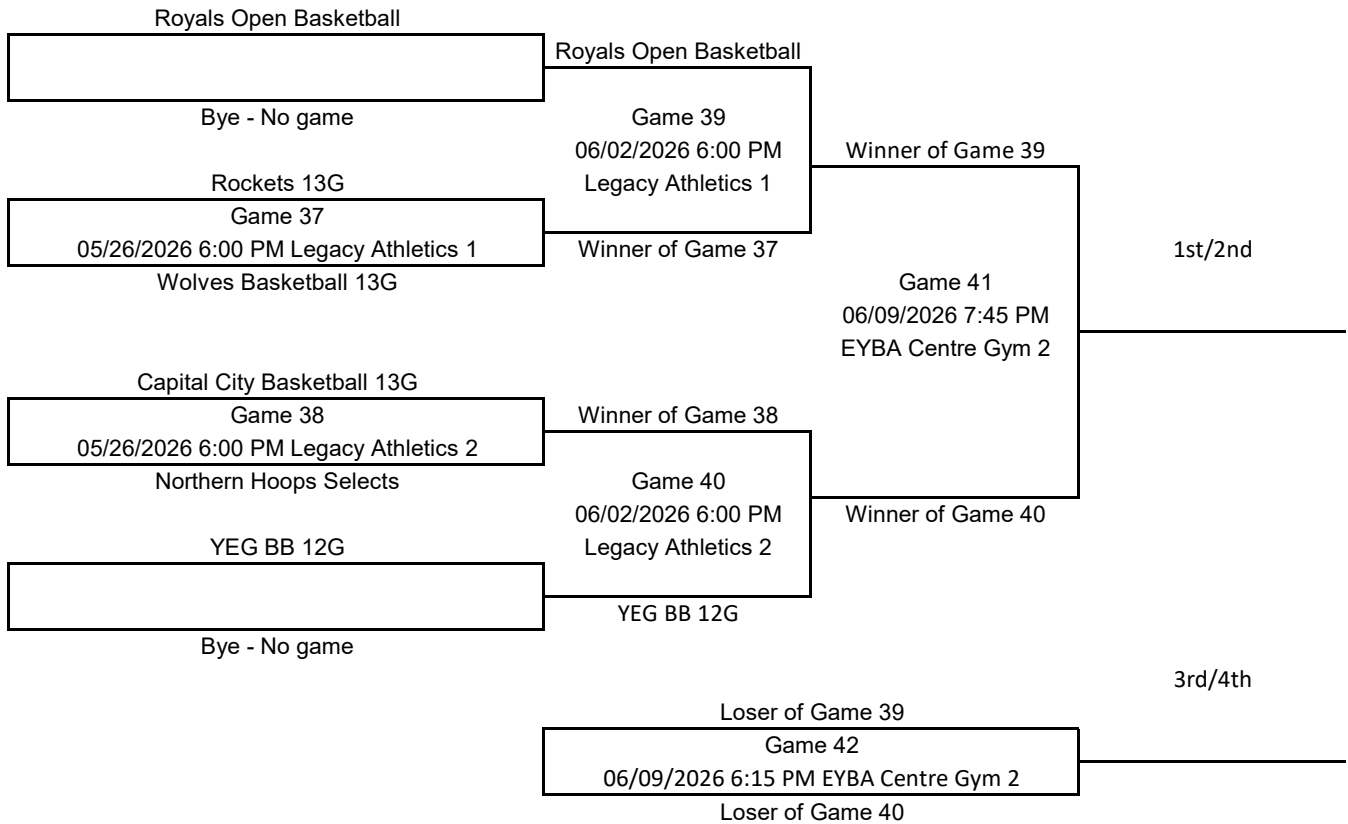 Royals Open Basketball
Bye - No game
Rockets 13G
Game 37
05/26/2026 6:00 PM Legacy Athletics 1
Wolves Basketball 13G
Capital City Basketball 13G
Game 38
05/26/2026 6:00 PM Legacy Athletics 2
Northern Hoops Selects
YEG BB 12G
Bye - No game
Royals Open Basketball
Game 39
06/02/2026 6:00 PM
Legacy Athletics 1
Winner of Game 37
Winner of Game 38
Game 40
06/02/2026 6:00 PM
Legacy Athletics 2
YEG BB 12G
Winner of Game 39
Game 41
06/09/2026 7:45 PM
EYBA Centre Gym 2
Winner of Game 40
1st/2nd
Loser of Game 39
Game 42
06/09/2026 6:15 PM EYBA Centre Gym 2
Loser of Game 40
3rd/4th